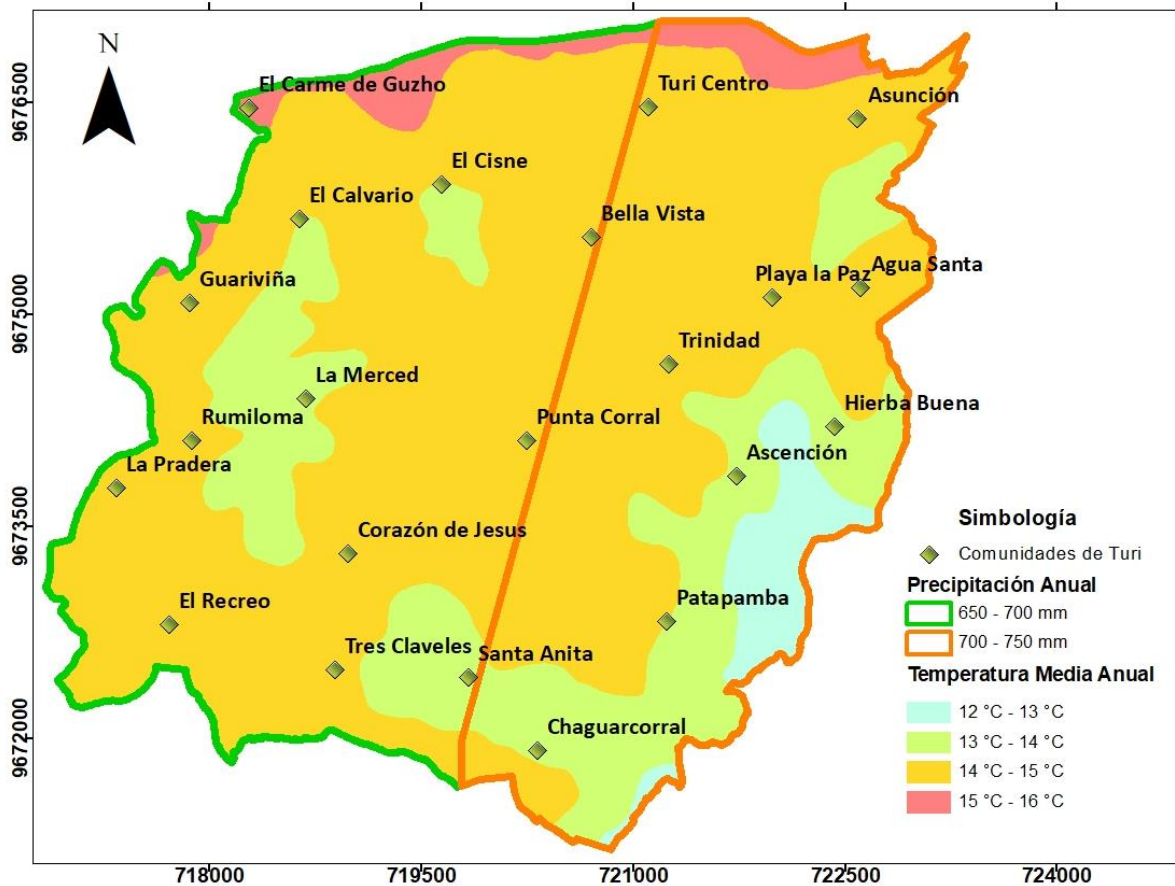 N
El Carme de Guzho
Turi Centro
Asunción
El Cisne
El Calvario
Bella Vista
Guariviña
Playa la Paz
Agua Santa
Trinidad
La Merced
Hierba Buena
Rumiloma
Punta Corral
La Pradera
Ascención
Corazón de Jesus
El Recreo
Patapamba
Tres Claveles
Santa Anita
Chaguarcorral
9676500
9675000
9673500
9672000
718000
719500
721000
722500
724000
Simbología
Comunidades de Turi
Precipitación Anual
650 - 700 mm
700 - 750 mm
Temperatura Media Anual
12 °C - 13 °C
13 °C - 14 °C
14 °C - 15 °C
15 °C - 16 °C